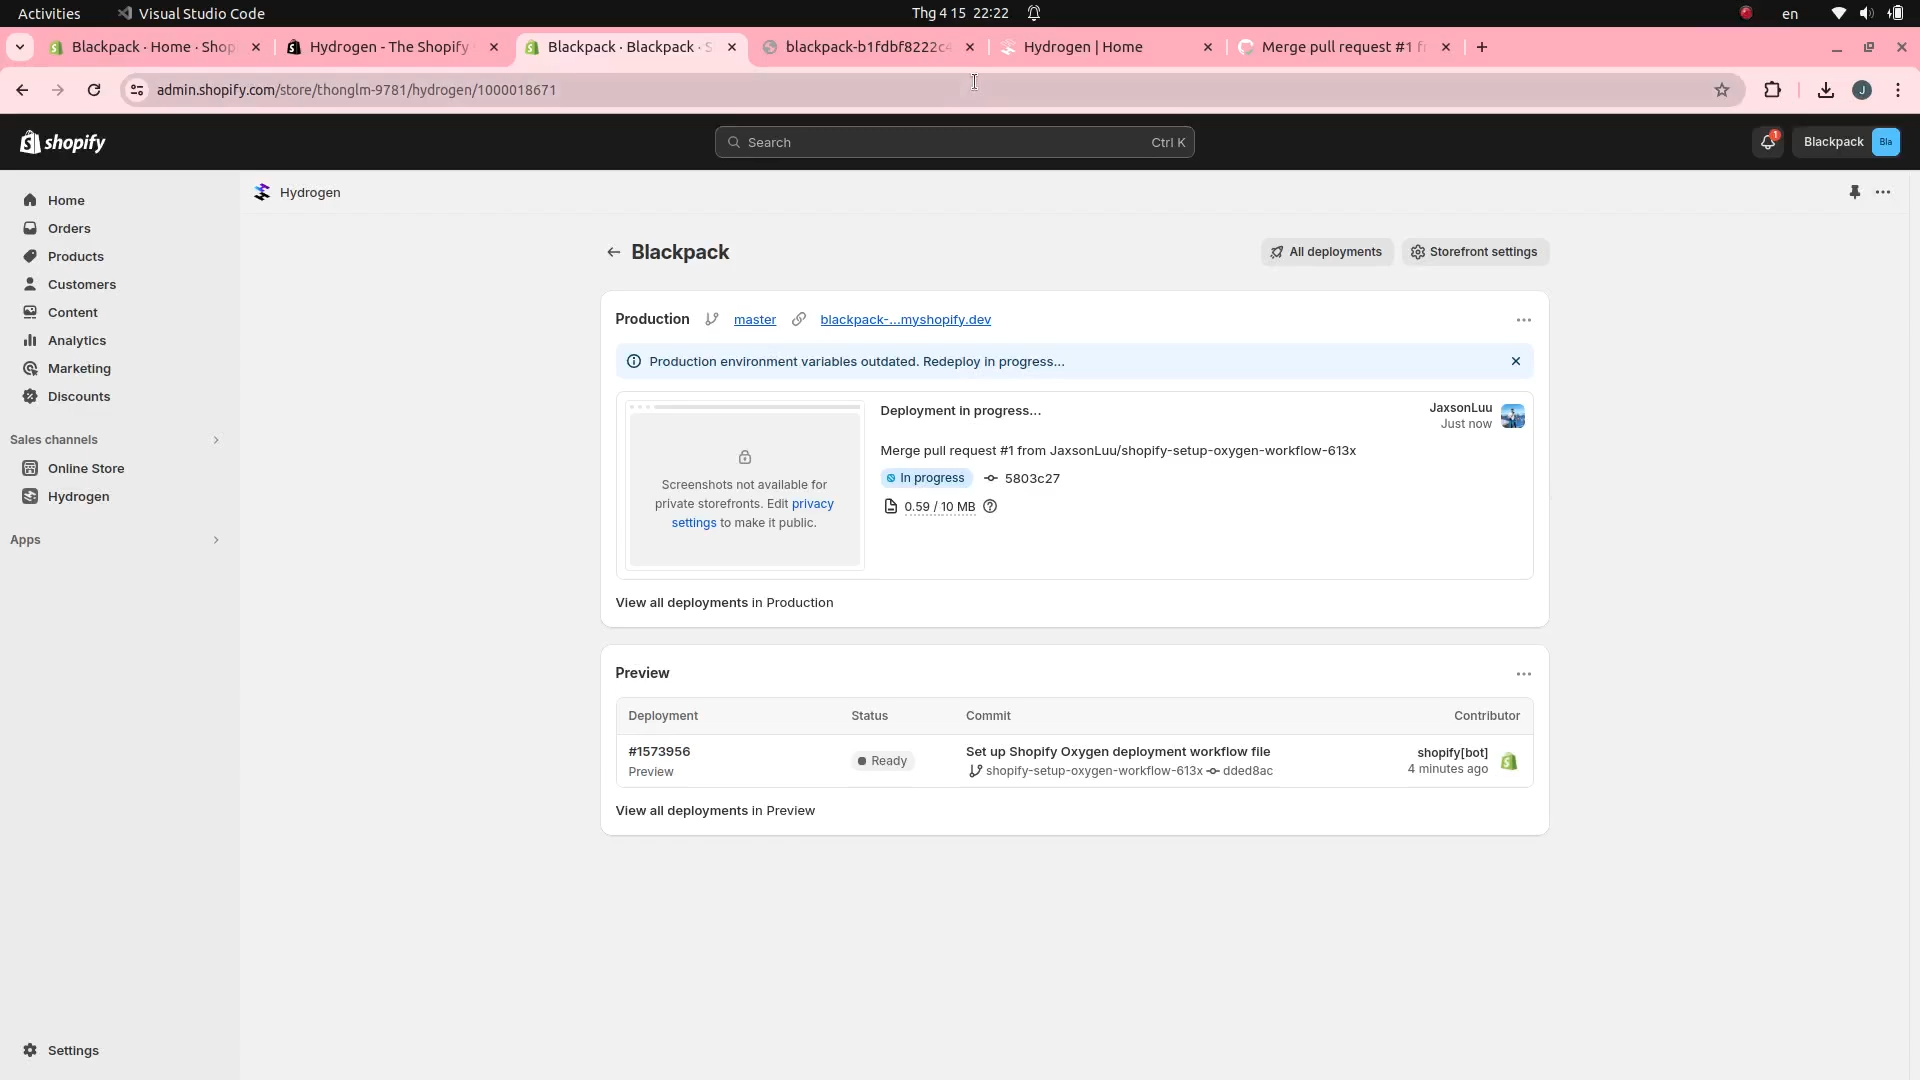 Activities
Visual Studio Code
Thg 4 15 22:22
en
Blackpack · Home · Shop
Hydrogen - The Shopify
Blackpack · Blackpack · S
blackpack-b1fdbf8222c4
Hydrogen | Home
Merge pull request #1 f
admin.shopify.com/store/thonglm-9781/hydrogen/1000018671
J
shopify
Search
Ctrl K
1
Blackpack
Bla
Home
Orders
Products
Customers
Content
Analytics
Marketing
Discounts
Sales channels
Online Store
Hydrogen
Apps
Settings
Hydrogen
Blackpack
All deployments
Storefront settings
Production
master
blackpack-...myshopify.dev
Production environment variables outdated. Redeploy in progress...
Screenshots not available for
private storefronts. Edit privacy
settings to make it public.
Deployment in progress...
JaxsonLuu
Just now
Merge pull request #1 from JaxsonLuu/shopify-setup-oxygen-workflow-613x
In progress
5803c27
0.59 / 10 MB
View all deployments in Production
Preview
Deployment
Status
Commit
Contributor
#1573956
Preview
Ready
Set up Shopify Oxygen deployment workflow file
shopify-setup-oxygen-workflow-613x
dded8ac
shopify[bot]
4 minutes ago
View all deployments in Preview